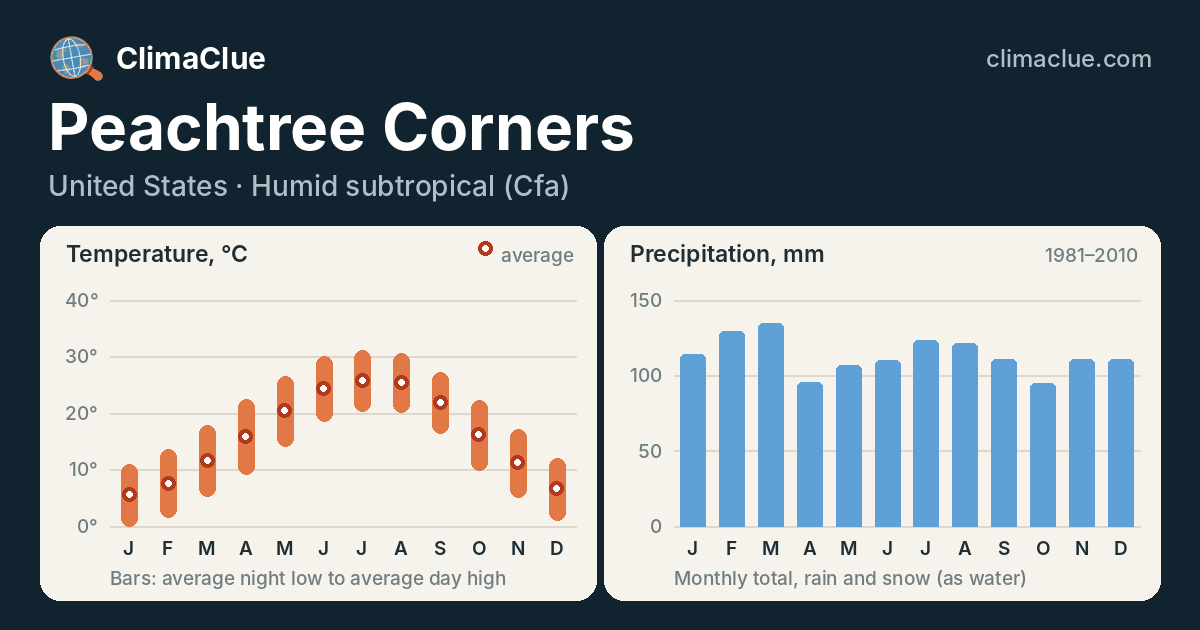 ClimaClue
climaclue.com
Peachtree Corners
United States · Humid subtropical (Cfa)
Temperature, °C
average
40°
30°
20°
10°
0°
J F M A M J J A S O N D
Bars: average night low to average day high
Precipitation, mm
1981–2010
150
100
50
0
J F M A M J J A S O N D
Monthly total, rain and snow (as water)